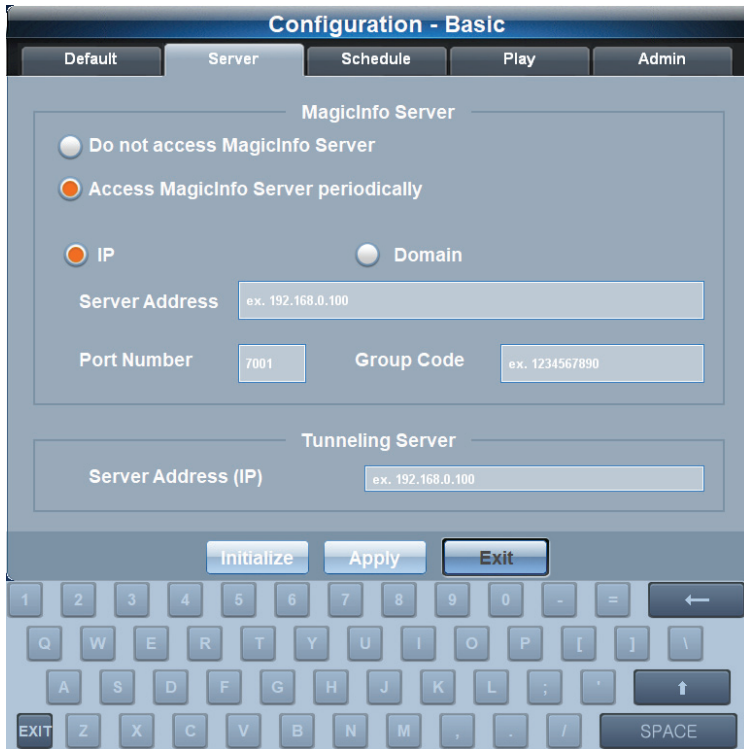 Configuration - Basic
Default Server Schedule Play Admin
MagicInfo Server
Do not access MagicInfo Server
Access MagicInfo Server periodically
IP Domain
Server Address ex. 192.168.0.100
Port Number 7001 Group Code ex. 1234567890
Tunneling Server
Server Address (IP) ex. 192.168.0.100
Initialize Apply Exit
1 2 3 4 5 6 7 8 9 0 - = ←
Q W E R T Y U I O P [ ] \
A S D F G H J K L ; ' ↑
EXIT Z X C V B N M , . / SPACE